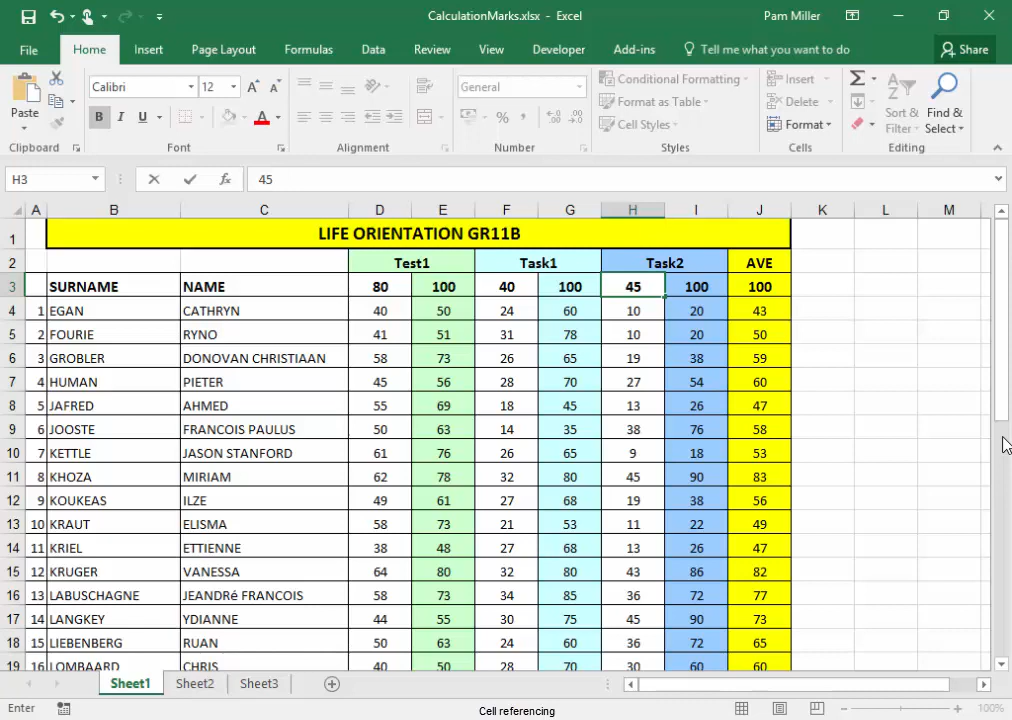 CalculationMarks.xlsx - Excel
Pam Miller
File Home Insert Page Layout Formulas Data Review View Developer Add-ins Tell me what you want to do Share
Paste
Calibri 12
B I U A
General
% ,
Conditional Formatting
Format as Table
Cell Styles
Insert
Delete
Format
Sort & Filter
Find & Select
Clipboard Font Alignment Number Styles Cells Editing
H3 fx 45
A B C D E F G H I J K L M
1 LIFE ORIENTATION GR11B
2 Test1 Task1 Task2 AVE
3 SURNAME NAME 80 100 40 100 45 100 100
4 1 EGAN CATHRYN 40 50 24 60 10 20 43
5 2 FOURIE RYNO 41 51 31 78 10 20 50
6 3 GROBLER DONOVAN CHRISTIAAN 58 73 26 65 19 38 59
7 4 HUMAN PIETER 45 56 28 70 27 54 60
8 5 JAFRED AHMED 55 69 18 45 13 26 47
9 6 JOOSTE FRANCOIS PAULUS 50 63 14 35 38 76 58
10 7 KETTLE JASON STANFORD 61 76 26 65 9 18 53
11 8 KHOZA MIRIAM 62 78 32 80 45 90 83
12 9 KOUKEAS ILZE 49 61 27 68 19 38 56
13 10 KRAUT ELISMA 58 73 21 53 11 22 49
14 11 KRIEL ETTIENNE 38 48 27 68 13 26 47
15 12 KRUGER VANESSA 64 80 32 80 43 86 82
16 13 LABUSCHAGNE JEANDRé FRANCOIS 58 73 34 85 36 72 77
17 14 LANGKEY YDIANNE 44 55 30 75 45 90 73
18 15 LIEBENBERG RUAN 50 63 24 60 36 72 65
19 16 LOMBAARD CHRIS 40 50 28 70 30 60 60
Sheet1 Sheet2 Sheet3
Enter Cell referencing 100%